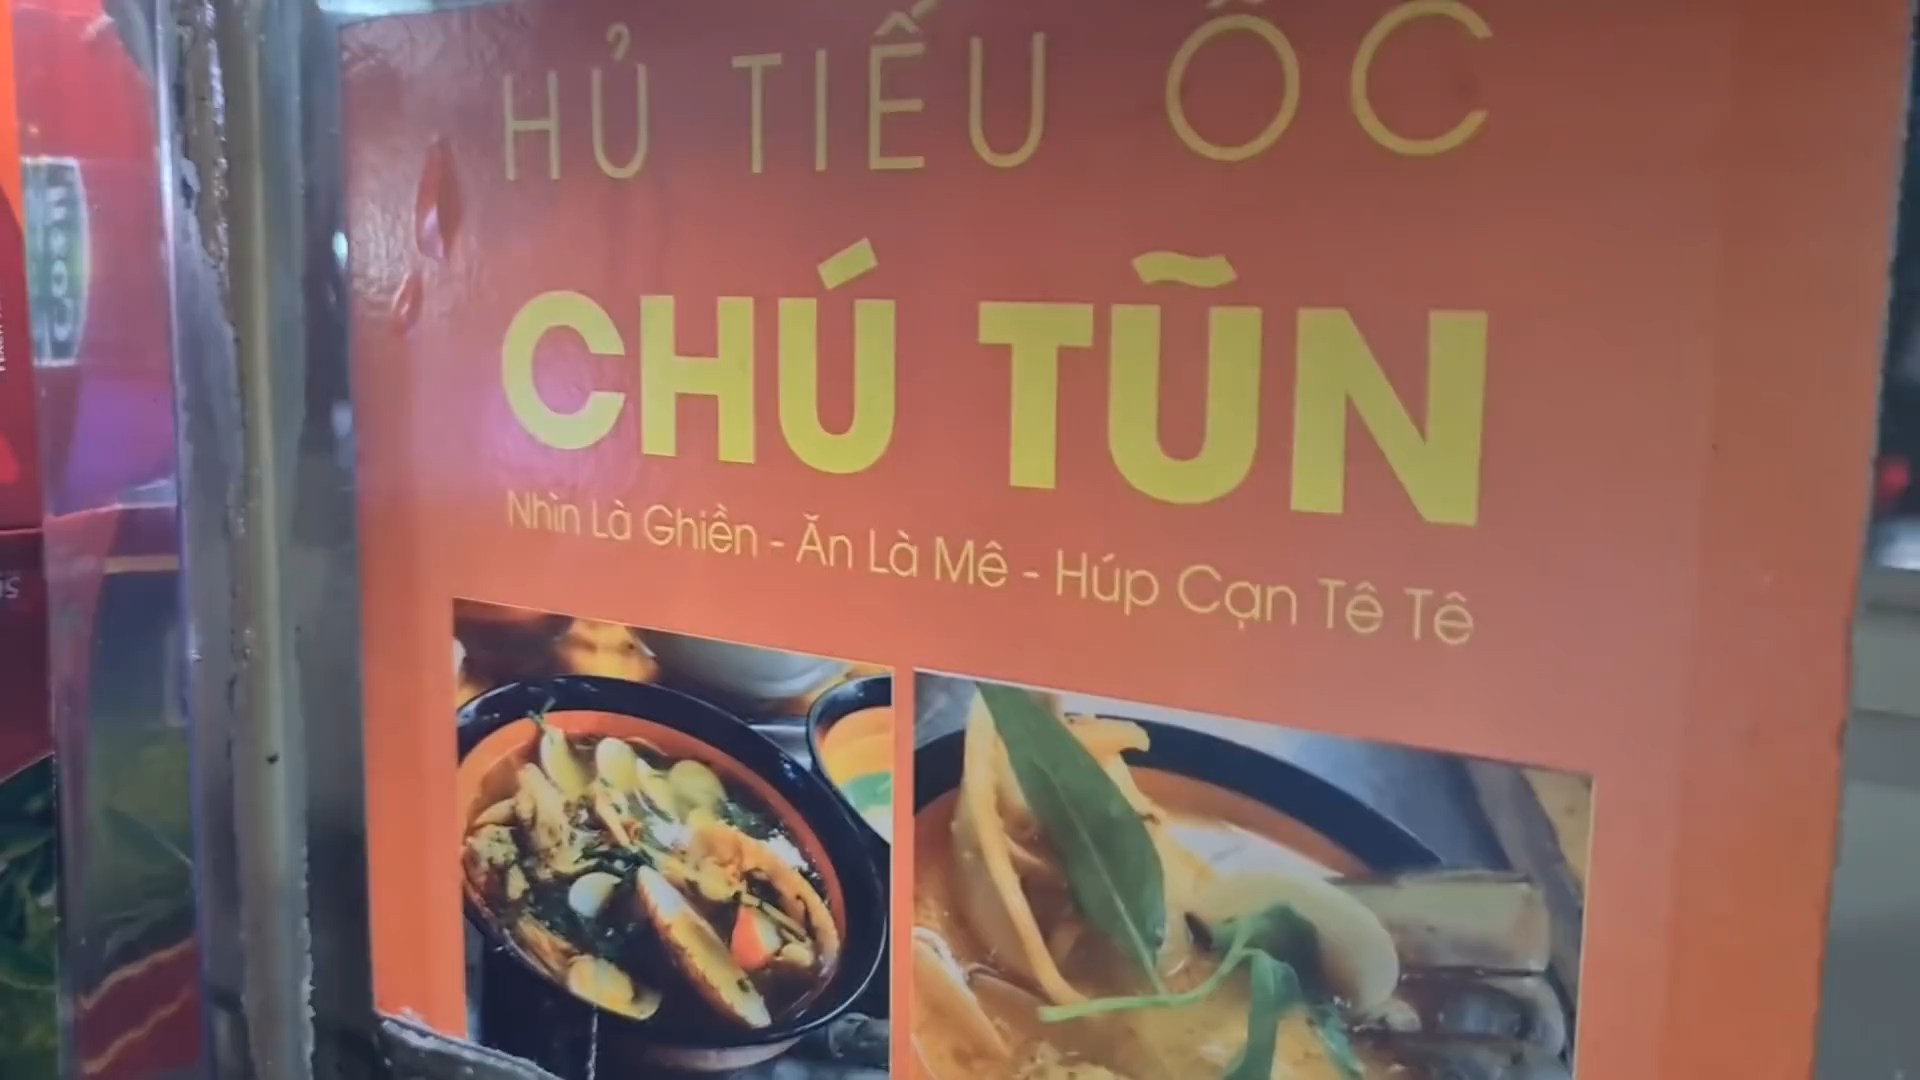 HỦ TIẾU ỐC
CHÚ TŨN
Nhìn Là Ghiền - Ăn Là Mê - Húp Cạn Tê Tê